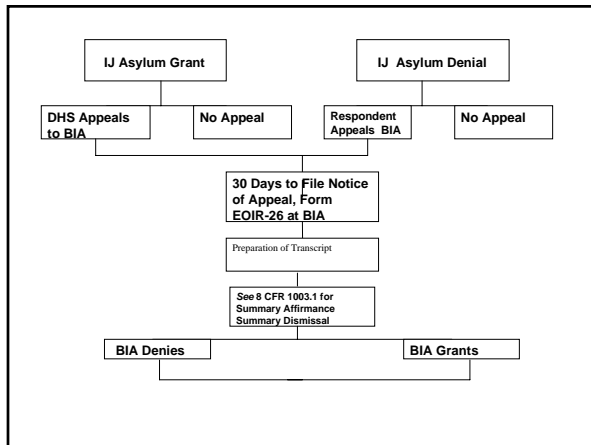 IJ Asylum Grant
IJ Asylum Denial
DHS Appeals
to BIA
No Appeal
Respondent
Appeals BIA
No Appeal
30 Days to File Notice
of Appeal, Form
EOIR-26 at BIA
Preparation of Transcript
See 8 CFR 1003.1 for
Summary Affirmance
Summary Dismissal
BIA Denies
BIA Grants